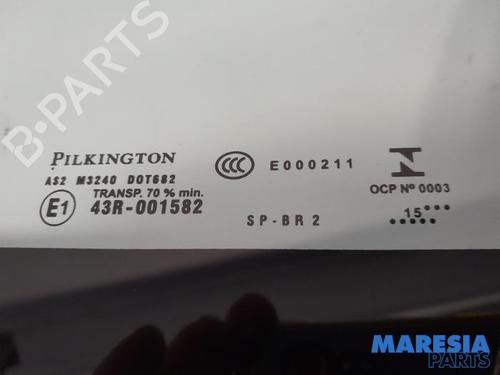 B-PARTS
PILKINGTON
AS2 M3240 DOT682
TRANSP. 70 % min.
E1 43R-001582
CCC E000211
SP-BR 2
OCP Nº 0003
15
MARESIA
PARTS